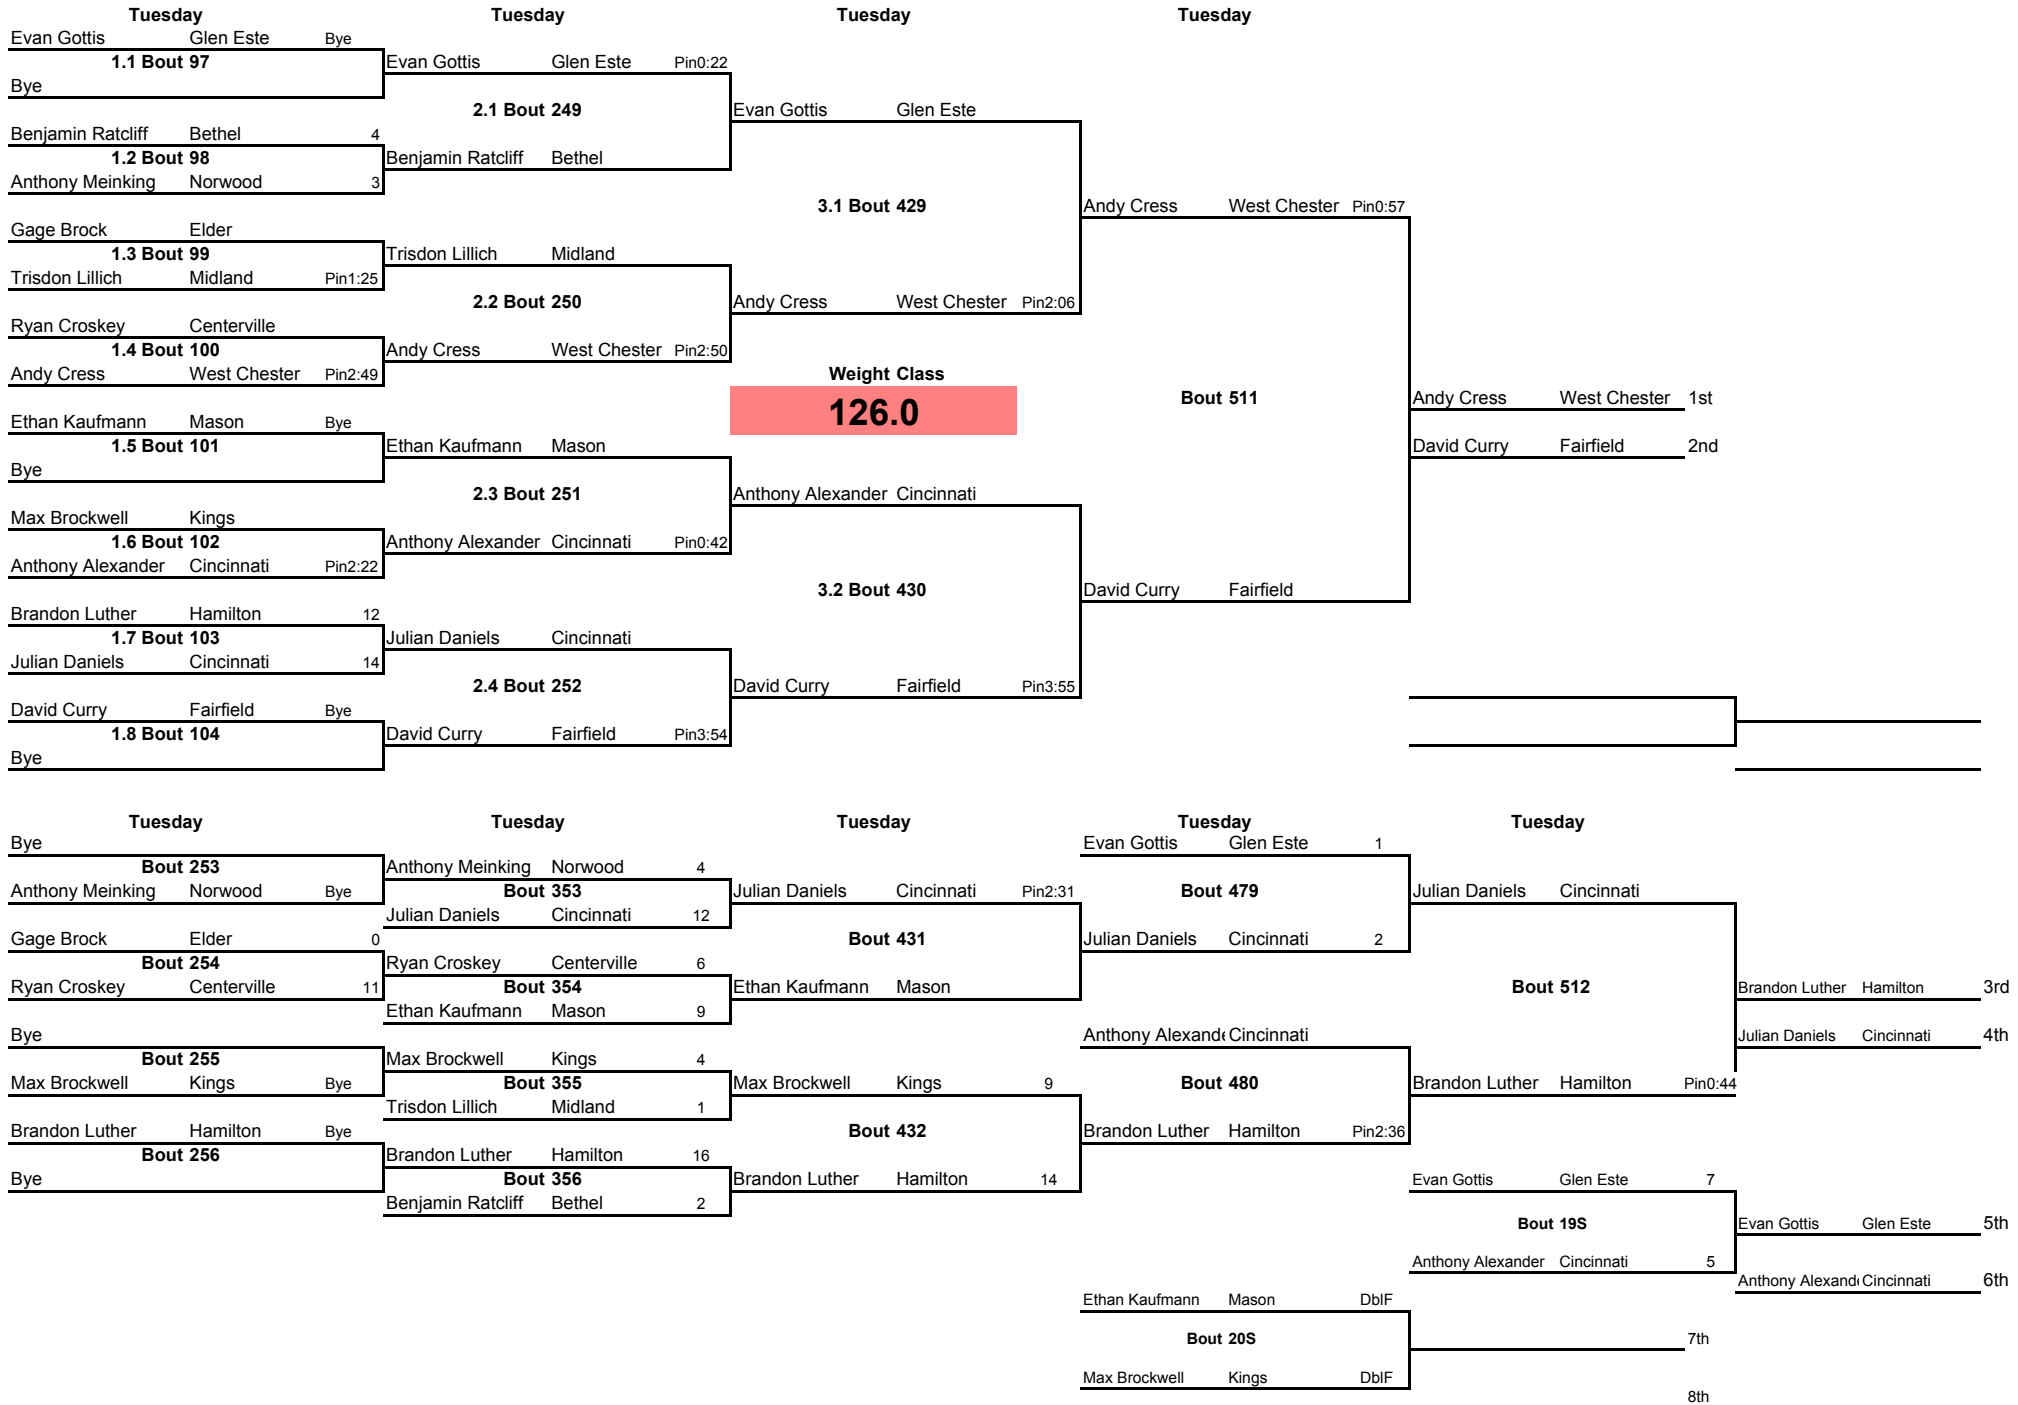 Tuesday Tuesday Tuesday Tuesday
Evan Gottis Glen Este Bye
1.1 Bout 97 Evan Gottis Glen Este Pin0:22
Bye
2.1 Bout 249 Evan Gottis Glen Este
Benjamin Ratcliff Bethel 4
1.2 Bout 98 Benjamin Ratcliff Bethel
Anthony Meinking Norwood 3
3.1 Bout 429 Andy Cress West Chester Pin0:57
Gage Brock Elder
1.3 Bout 99 Trisdon Lillich Midland
Trisdon Lillich Midland Pin1:25
2.2 Bout 250 Andy Cress West Chester Pin2:06
Ryan Croskey Centerville
1.4 Bout 100 Andy Cress West Chester Pin2:50
Andy Cress West Chester Pin2:49 Weight Class
126.0 Bout 511 Andy Cress West Chester 1st
Ethan Kaufmann Mason Bye
1.5 Bout 101 Ethan Kaufmann Mason David Curry Fairfield 2nd
Bye
2.3 Bout 251 Anthony Alexander Cincinnati
Max Brockwell Kings
1.6 Bout 102 Anthony Alexander Cincinnati Pin0:42
Anthony Alexander Cincinnati Pin2:22
3.2 Bout 430 David Curry Fairfield
Brandon Luther Hamilton 12
1.7 Bout 103 Julian Daniels Cincinnati
Julian Daniels Cincinnati 14
2.4 Bout 252 David Curry Fairfield Pin3:55
David Curry Fairfield Bye
1.8 Bout 104 David Curry Fairfield Pin3:54
Bye
Tuesday Tuesday Tuesday Tuesday Tuesday
Bye Evan Gottis Glen Este 1
Bout 253 Anthony Meinking Norwood 4
Anthony Meinking Norwood Bye Bout 353 Julian Daniels Cincinnati Pin2:31 Bout 479 Julian Daniels Cincinnati
Julian Daniels Cincinnati 12
Gage Brock Elder 0 Bout 431 Julian Daniels Cincinnati 2
Bout 254 Ryan Croskey Centerville 6
Ryan Croskey Centerville 11 Bout 354 Ethan Kaufmann Mason Bout 512 Brandon Luther Hamilton 3rd
Ethan Kaufmann Mason 9
Bye Anthony Alexand Cincinnati Julian Daniels Cincinnati 4th
Bout 255 Max Brockwell Kings 4
Max Brockwell Kings Bye Bout 355 Max Brockwell Kings 9 Bout 480 Brandon Luther Hamilton Pin0:44
Trisdon Lillich Midland 1
Brandon Luther Hamilton Bye Bout 432 Brandon Luther Hamilton Pin2:36
Bout 256 Brandon Luther Hamilton 16
Bye Bout 356 Brandon Luther Hamilton 14 Evan Gottis Glen Este 7
Benjamin Ratcliff Bethel 2
Bout 19S Evan Gottis Glen Este 5th
Anthony Alexander Cincinnati 5
Anthony Alexand Cincinnati 6th
Ethan Kaufmann Mason DblF
Bout 20S 7th
Max Brockwell Kings DblF
8th